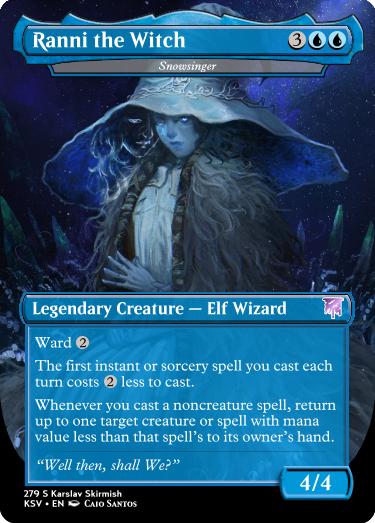 Ranni the Witch 3
Snowsinger
Legendary Creature — Elf Wizard
Ward 2
The first instant or sorcery spell you cast each
turn costs 2 less to cast.
Whenever you cast a noncreature spell, return
up to one target creature or spell with mana
value less than that spell's to its owner's hand.
“Well then, shall We?”
4/4
279 S Karslav Skirmish
KSV • EN Caio Santos